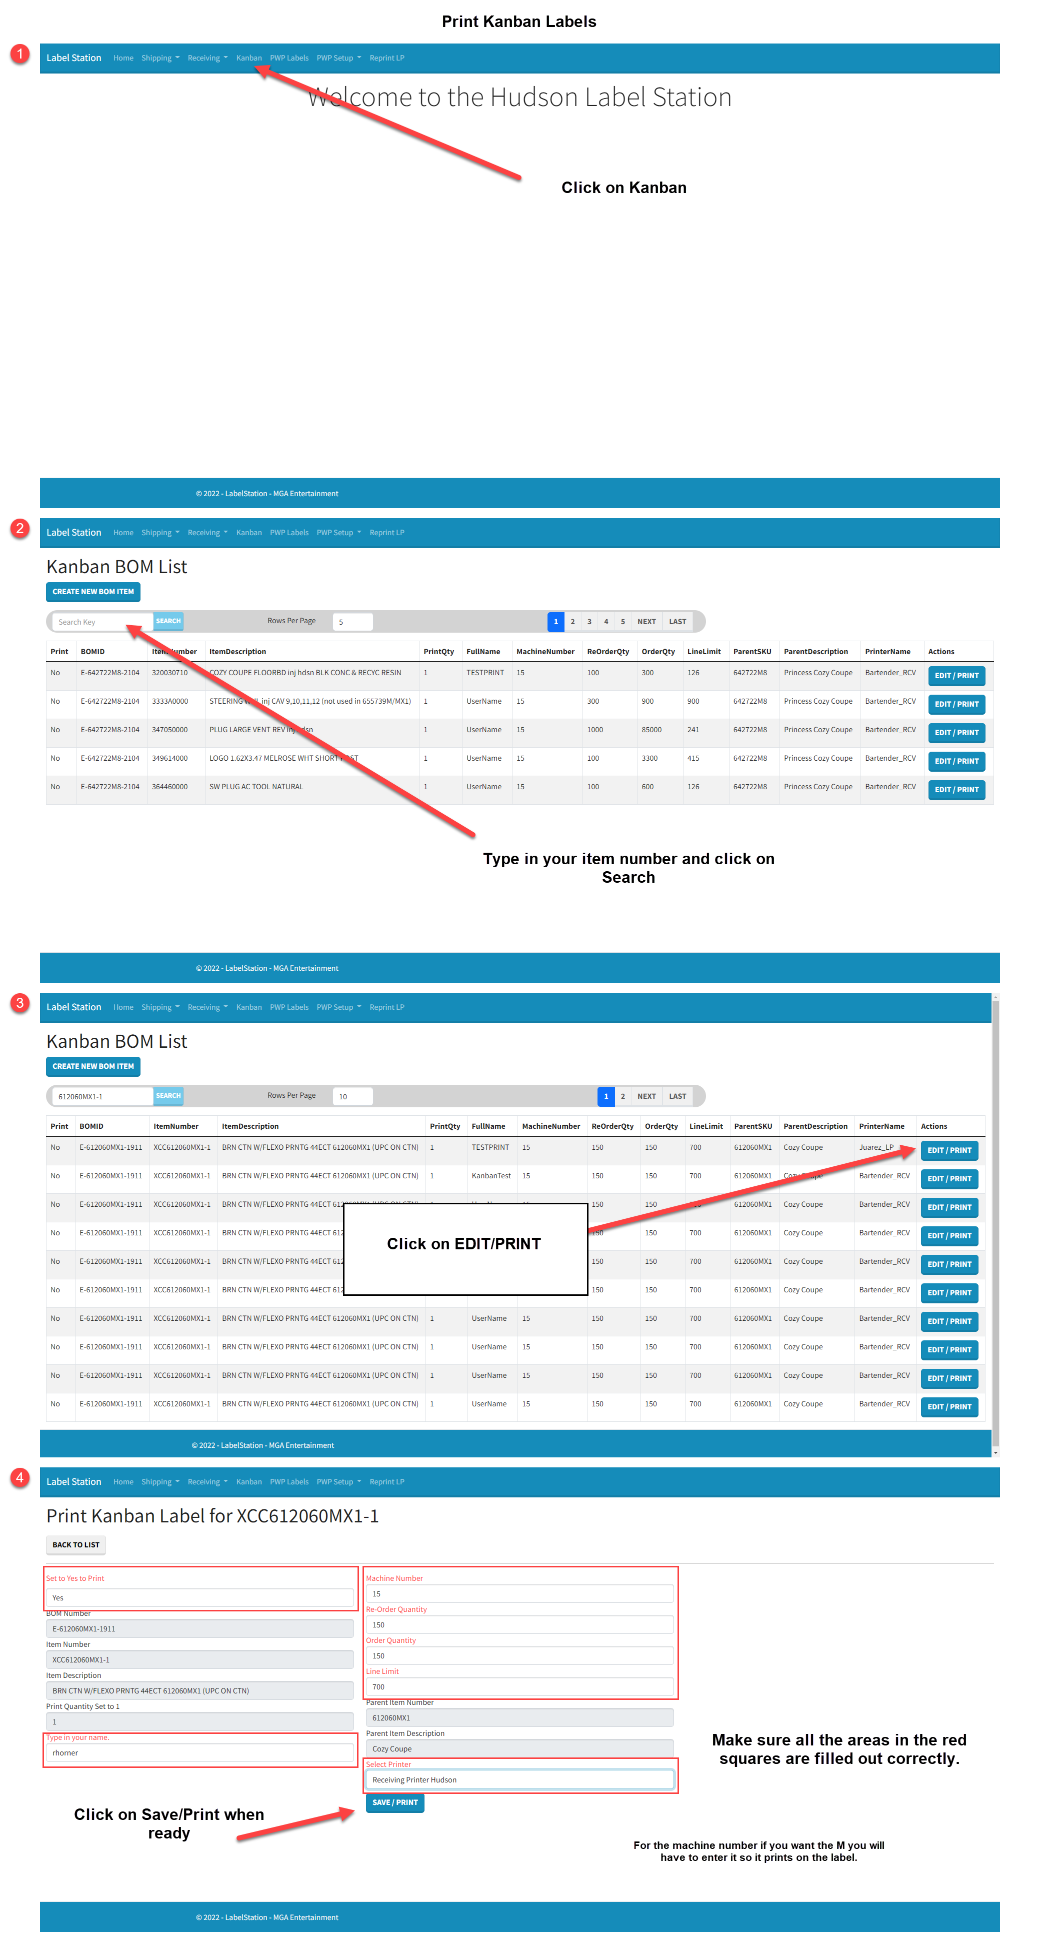 Print Kanban Labels
1
Label Station Home Shipping Receiving Kanban PWP Labels PWP Setup Reprint LP
Welcome to the Hudson Label Station
Click on Kanban
© 2022 - LabelStation - MGA Entertainment
2
Label Station Home Shipping Receiving Kanban PWP Labels PWP Setup Reprint LP
Kanban BOM List
CREATE NEW BOM ITEM
Search Key SEARCH Rows Per Page 5 1 2 3 4 5 NEXT LAST
Print BOMID ItemNumber ItemDescription PrintQty FullName MachineNumber ReOrderQty OrderQty LineLimit ParentSKU ParentDescription PrinterName Actions
No E-642722M8-2104 320030710 COZY COUPE FLOORBD inj hdsn BLK CONC & RECYC RESIN 1 TESTPRINT 15 100 300 126 642722M8 Princess Cozy Coupe Bartender_RCV EDIT / PRINT
No E-642722M8-2104 3333A0000 STEERING inj CAV 9,10,11,12 (not used in 655739M/MX1) 1 UserName 15 300 900 900 642722M8 Princess Cozy Coupe Bartender_RCV EDIT / PRINT
No E-642722M8-2104 347050000 PLUG LARGE VENT REV 1 UserName 15 1000 85000 241 642722M8 Princess Cozy Coupe Bartender_RCV EDIT / PRINT
No E-642722M8-2104 349614000 LOGO 1.62X3.47 MELROSE WHT SHORT 1 UserName 15 100 3300 415 642722M8 Princess Cozy Coupe Bartender_RCV EDIT / PRINT
No E-642722M8-2104 364460000 SW PLUG AC TOOL NATURAL 1 UserName 15 100 600 126 642722M8 Princess Cozy Coupe Bartender_RCV EDIT / PRINT
Type in your item number and click on
Search
© 2022 - LabelStation - MGA Entertainment
3
Label Station Home Shipping Receiving Kanban PWP Labels PWP Setup Reprint LP
Kanban BOM List
CREATE NEW BOM ITEM
612060MX1-1 SEARCH Rows Per Page 10 1 2 NEXT LAST
Print BOMID ItemNumber ItemDescription PrintQty FullName MachineNumber ReOrderQty OrderQty LineLimit ParentSKU ParentDescription PrinterName Actions
No E-612060MX1-1911 XCC612060MX1-1 BRN CTN W/FLEXO PRNTG 44ECT 612060MX1 (UPC ON CTN) 1 TESTPRINT 15 150 150 700 612060MX1 Cozy Coupe Juarez_LP EDIT / PRINT
No E-612060MX1-1911 XCC612060MX1-1 BRN CTN W/FLEXO PRNTG 44ECT 612060MX1 (UPC ON CTN) 1 KanbanTest 15 150 150 700 612060MX1 Cozy Coupe Bartender_RCV EDIT / PRINT
No E-612060MX1-1911 XCC612060MX1-1 BRN CTN W/FLEXO PRNTG 44ECT 150 150 612060MX1 Cozy Coupe Bartender_RCV EDIT / PRINT
No E-612060MX1-1911 XCC612060MX1-1 BRN CTN W/FLEXO PRNTG 44ECT 150 150 700 612060MX1 Cozy Coupe Bartender_RCV EDIT / PRINT
Click on EDIT/PRINT
No E-612060MX1-1911 XCC612060MX1-1 BRN CTN W/FLEXO PRNTG 44ECT 150 150 700 612060MX1 Cozy Coupe Bartender_RCV EDIT / PRINT
No E-612060MX1-1911 XCC612060MX1-1 BRN CTN W/FLEXO PRNTG 44ECT 150 150 700 612060MX1 Cozy Coupe Bartender_RCV EDIT / PRINT
No E-612060MX1-1911 XCC612060MX1-1 BRN CTN W/FLEXO PRNTG 44ECT 612060MX1 (UPC ON CTN) 1 UserName 15 150 150 700 612060MX1 Cozy Coupe Bartender_RCV EDIT / PRINT
No E-612060MX1-1911 XCC612060MX1-1 BRN CTN W/FLEXO PRNTG 44ECT 612060MX1 (UPC ON CTN) 1 UserName 15 150 150 700 612060MX1 Cozy Coupe Bartender_RCV EDIT / PRINT
No E-612060MX1-1911 XCC612060MX1-1 BRN CTN W/FLEXO PRNTG 44ECT 612060MX1 (UPC ON CTN) 1 UserName 15 150 150 700 612060MX1 Cozy Coupe Bartender_RCV EDIT / PRINT
No E-612060MX1-1911 XCC612060MX1-1 BRN CTN W/FLEXO PRNTG 44ECT 612060MX1 (UPC ON CTN) 1 UserName 15 150 150 700 612060MX1 Cozy Coupe Bartender_RCV EDIT / PRINT
© 2022 - LabelStation - MGA Entertainment
4
Label Station Home Shipping Receiving Kanban PWP Labels PWP Setup Reprint LP
Print Kanban Label for XCC612060MX1-1
BACK TO LIST
Set to Yes to Print
Yes
BOM Number
E-612060MX1-1911
Item Number
XCC612060MX1-1
Item Description
BRN CTN W/FLEXO PRNTG 44ECT 612060MX1 (UPC ON CTN)
Print Quantity Set to 1
1
Type in your name.
rhomer
Machine Number
15
Re-Order Quantity
150
Order Quantity
150
Line Limit
700
Parent Item Number
612060MX1
Parent Item Description
Cozy Coupe
Select Printer
Receiving Printer Hudson
SAVE / PRINT
Make sure all the areas in the red
squares are filled out correctly.
Click on Save/Print when
ready
For the machine number if you want the M you will
have to enter it so it prints on the label.
© 2022 - LabelStation - MGA Entertainment